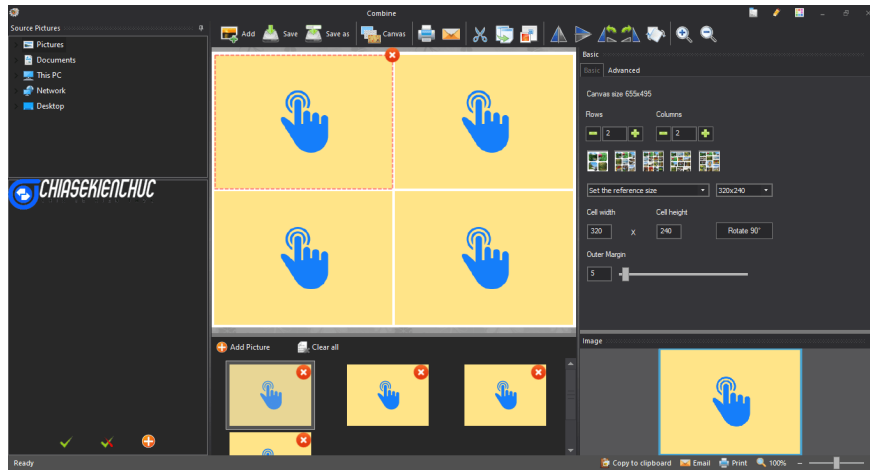 Combine
Source Pictures
Pictures
Documents
This PC
Network
Desktop
CHIASEKIENTHUC
Add
Save
Save as
Canvas
Basic
Basic Advanced
Canvas size 655x495
Rows Columns
2 2
Set the reference size 320x240
Cell width Cell height
320 x 240 Rotate 90°
Outer Margin
5
Add Picture Clear all
Image
Ready
Copy to clipboard Email Print 100%